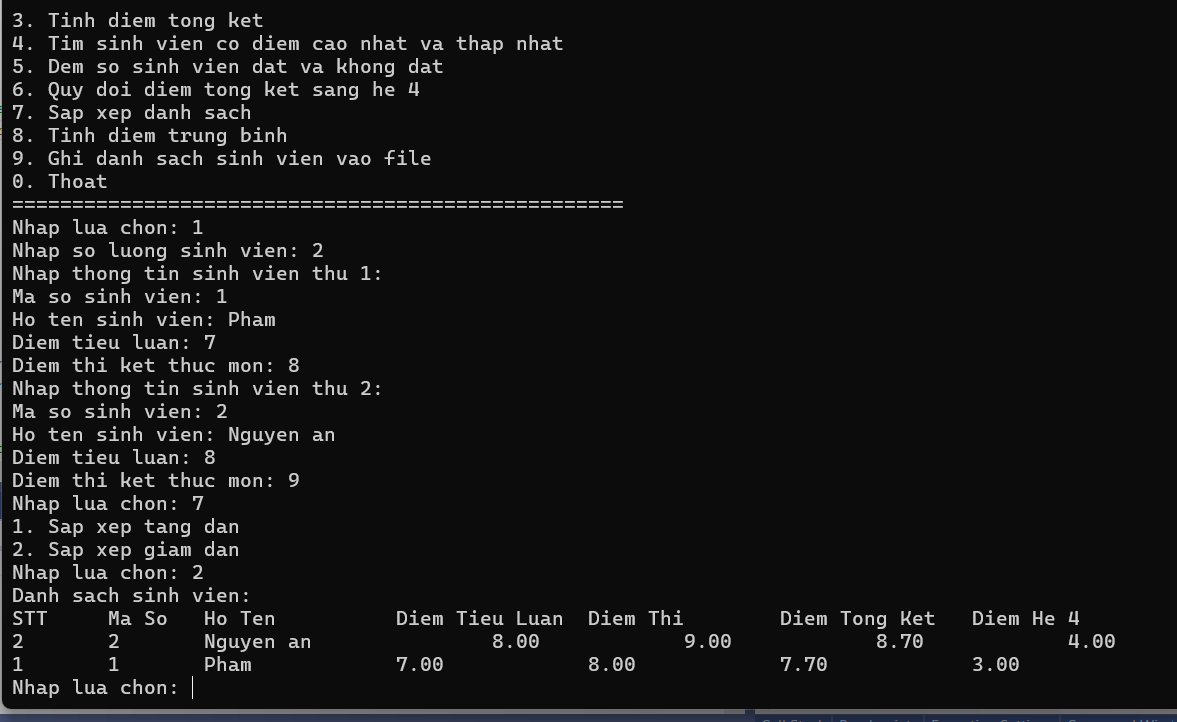 3. Tinh diem tong ket
4. Tim sinh vien co diem cao nhat va thap nhat
5. Dem so sinh vien dat va khong dat
6. Quy doi diem tong ket sang he 4
7. Sap xep danh sach
8. Tinh diem trung binh
9. Ghi danh sach sinh vien vao file
0. Thoat
===================================================
Nhap lua chon: 1
Nhap so luong sinh vien: 2
Nhap thong tin sinh vien thu 1:
Ma so sinh vien: 1
Ho ten sinh vien: Pham
Diem tieu luan: 7
Diem thi ket thuc mon: 8
Nhap thong tin sinh vien thu 2:
Ma so sinh vien: 2
Ho ten sinh vien: Nguyen an
Diem tieu luan: 8
Diem thi ket thuc mon: 9
Nhap lua chon: 7
1. Sap xep tang dan
2. Sap xep giam dan
Nhap lua chon: 2
Danh sach sinh vien:
STT     Ma So   Ho Ten          Diem Tieu Luan  Diem Thi        Diem Tong Ket   Diem He 4
2       2       Nguyen an               8.00            9.00            8.70            4.00
1       1       Pham            7.00            8.00            7.70            3.00
Nhap lua chon: